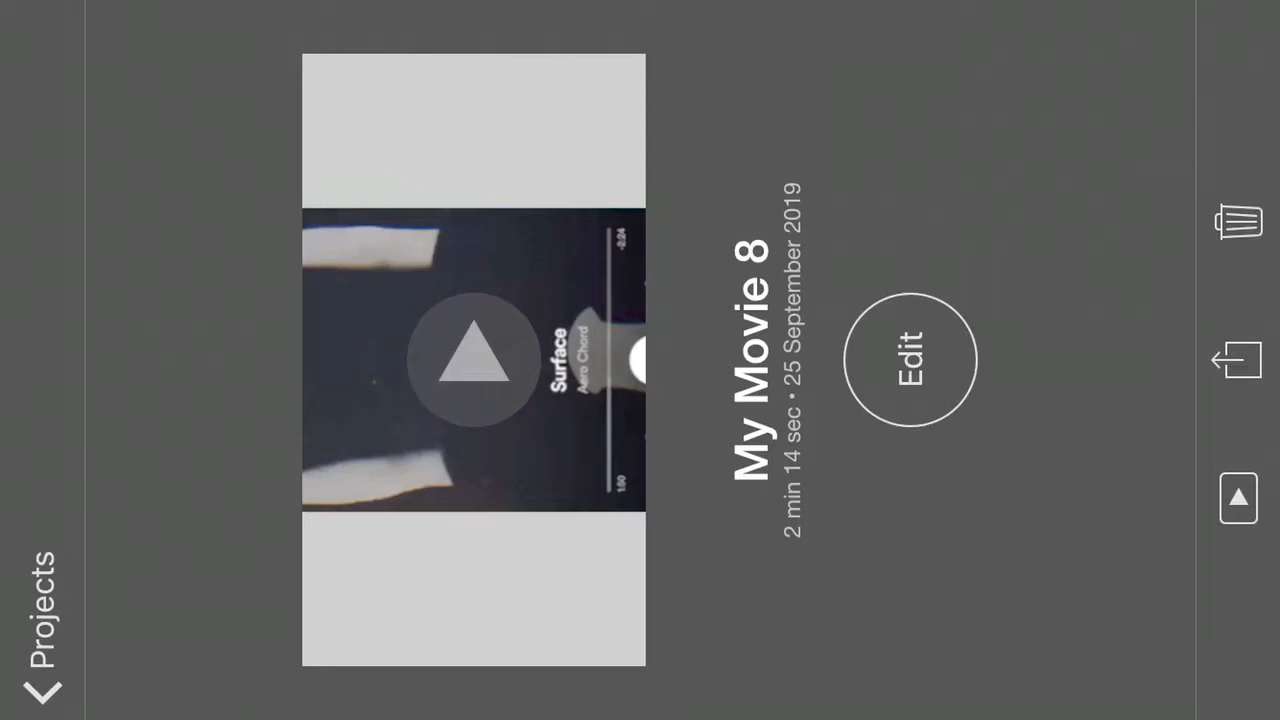 Projects
Surface
Aero Chord
1:50
-2:24
My Movie 8
2 min 14 sec • 25 September 2019
Edit